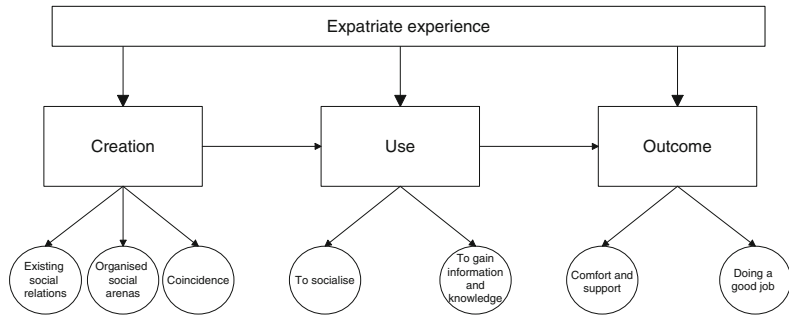 Expatriate experience
Creation
Use
Outcome
Existing
social
relations
Organised
social
arenas
Coincidence
To socialise
To gain
information
and
knowledge
Comfort and
support
Doing a
good job